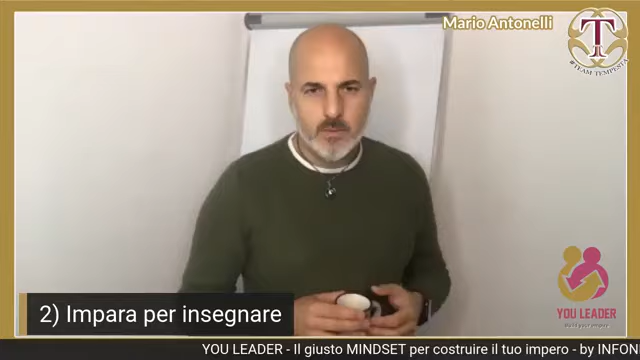 Mario Antonelli
T
#TEAM TEMPESTA
YOU LEADER
2) Impara per insegnare
YOU LEADER - Il giusto MINDSET per costruire il tuo impero - by INFON